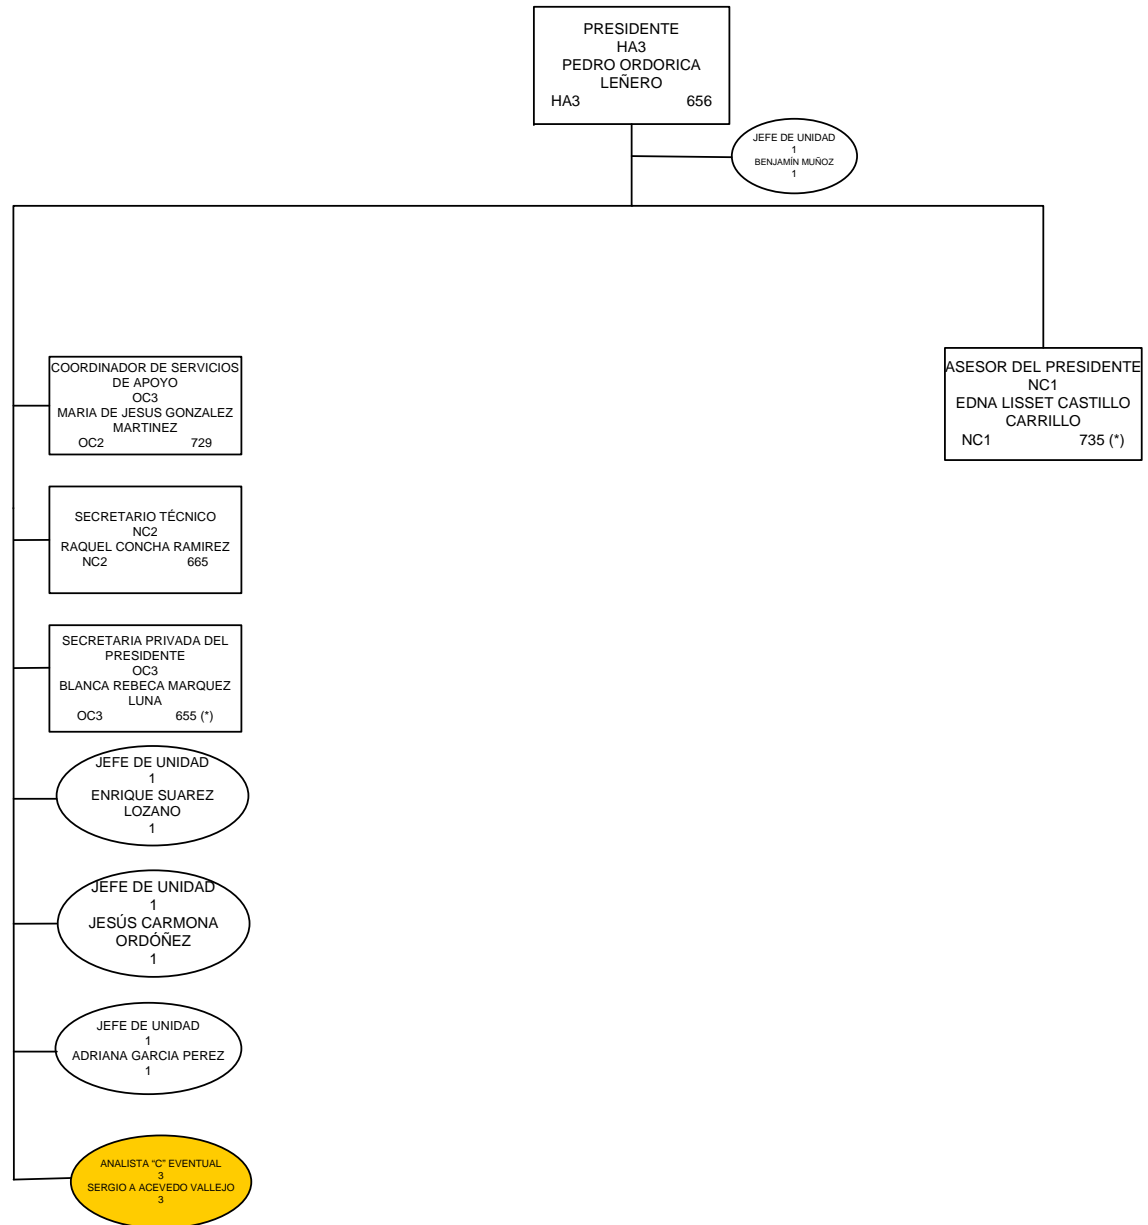 PRESIDENTE
HA3
PEDRO ORDORICA
LEÑERO
HA3 656
JEFE DE UNIDAD
1
BENJAMÍN MUÑOZ
1
COORDINADOR DE SERVICIOS
DE APOYO
OC3
MARIA DE JESUS GONZALEZ
MARTINEZ
OC2 729
ASESOR DEL PRESIDENTE
NC1
EDNA LISSET CASTILLO
CARRILLO
NC1 735 (*)
SECRETARIO TÉCNICO
NC2
RAQUEL CONCHA RAMIREZ
NC2 665
SECRETARIA PRIVADA DEL
PRESIDENTE
OC3
BLANCA REBECA MARQUEZ
LUNA
OC3 655 (*)
JEFE DE UNIDAD
1
ENRIQUE SUAREZ
LOZANO
1
JEFE DE UNIDAD
1
JESÚS CARMONA
ORDÓÑEZ
1
JEFE DE UNIDAD
1
ADRIANA GARCIA PEREZ
1
ANALISTA “C” EVENTUAL
3
SERGIO A ACEVEDO VALLEJO
3